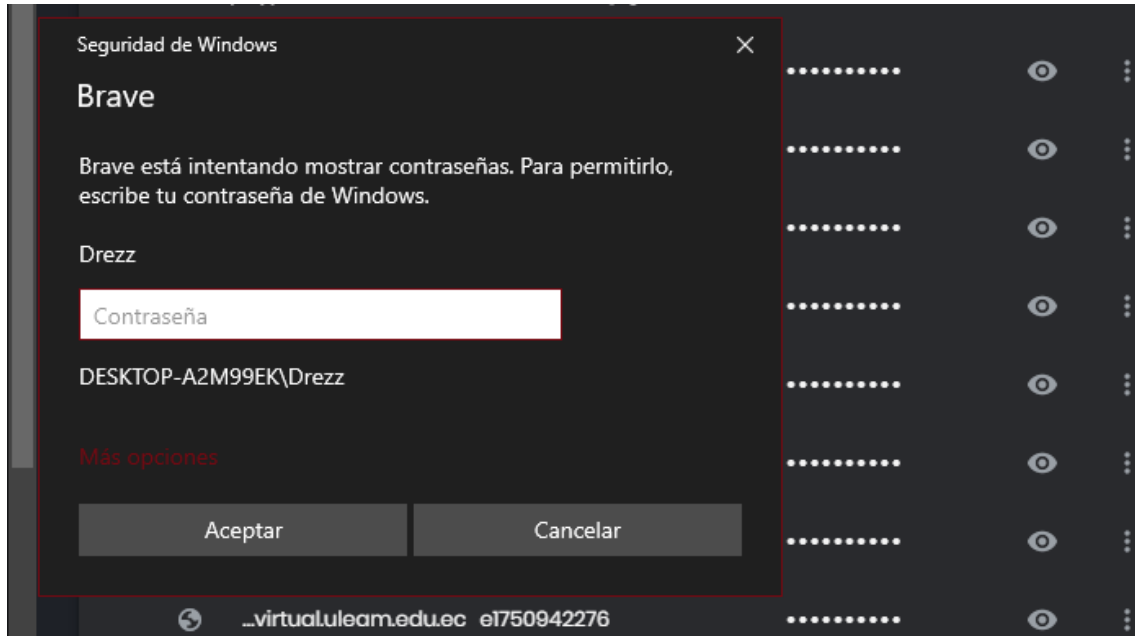 Seguridad de Windows
Brave
Brave está intentando mostrar contraseñas. Para permitirlo,
escribe tu contraseña de Windows.
Drezz
Contraseña
DESKTOP-A2M99EK\Drezz
Más opciones
Aceptar
Cancelar
...virtual.uleam.edu.ec e1750942276